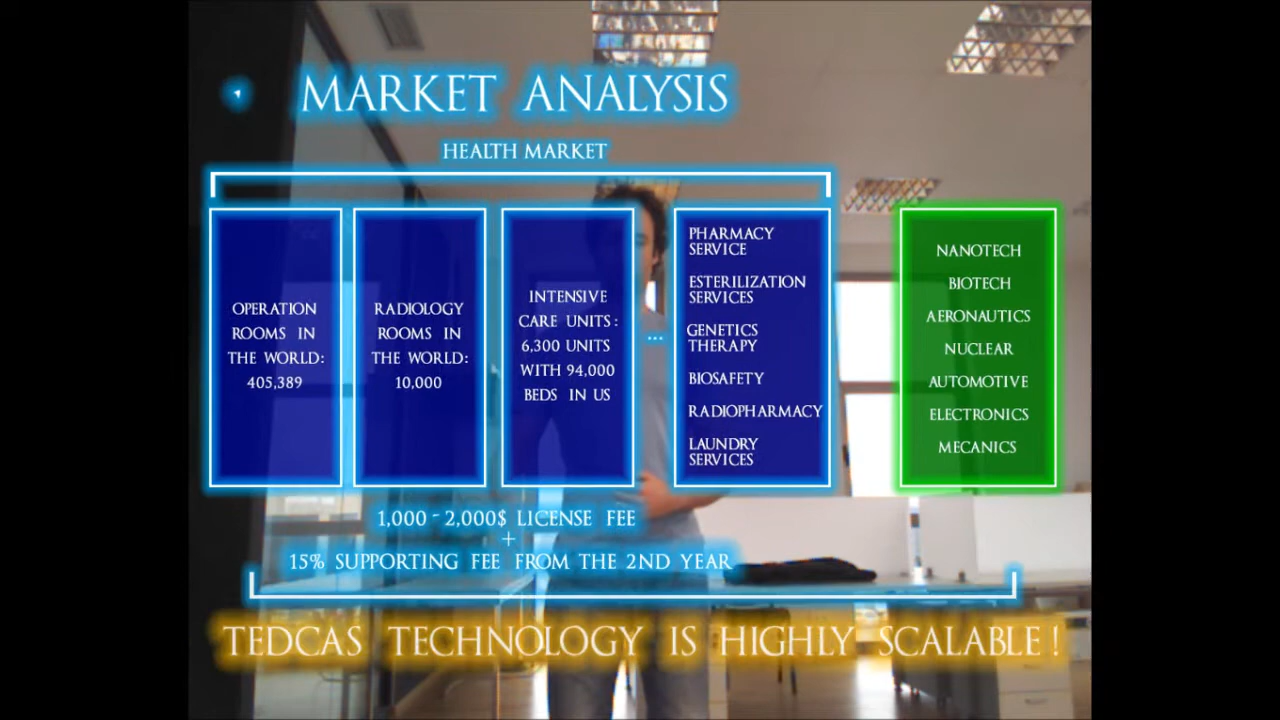 MARKET ANALYSIS
HEALTH MARKET
OPERATION
ROOMS IN
THE WORLD:
405,389
RADIOLOGY
ROOMS IN
THE WORLD:
10,000
INTENSIVE
CARE UNITS:
6,300 UNITS
WITH 94,000
BEDS IN US
...
PHARMACY
SERVICE
ESTERILIZATION
SERVICES
GENETICS
THERAPY
BIOSAFETY
RADIOPHARMACY
LAUNDRY
SERVICES
NANOTECH
BIOTECH
AERONAUTICS
NUCLEAR
AUTOMOTIVE
ELECTRONICS
MECANICS
1,000-2,000$ LICENSE FEE
+
15% SUPPORTING FEE FROM THE 2ND YEAR
TEDCAS TECHNOLOGY IS HIGHLY SCALABLE!